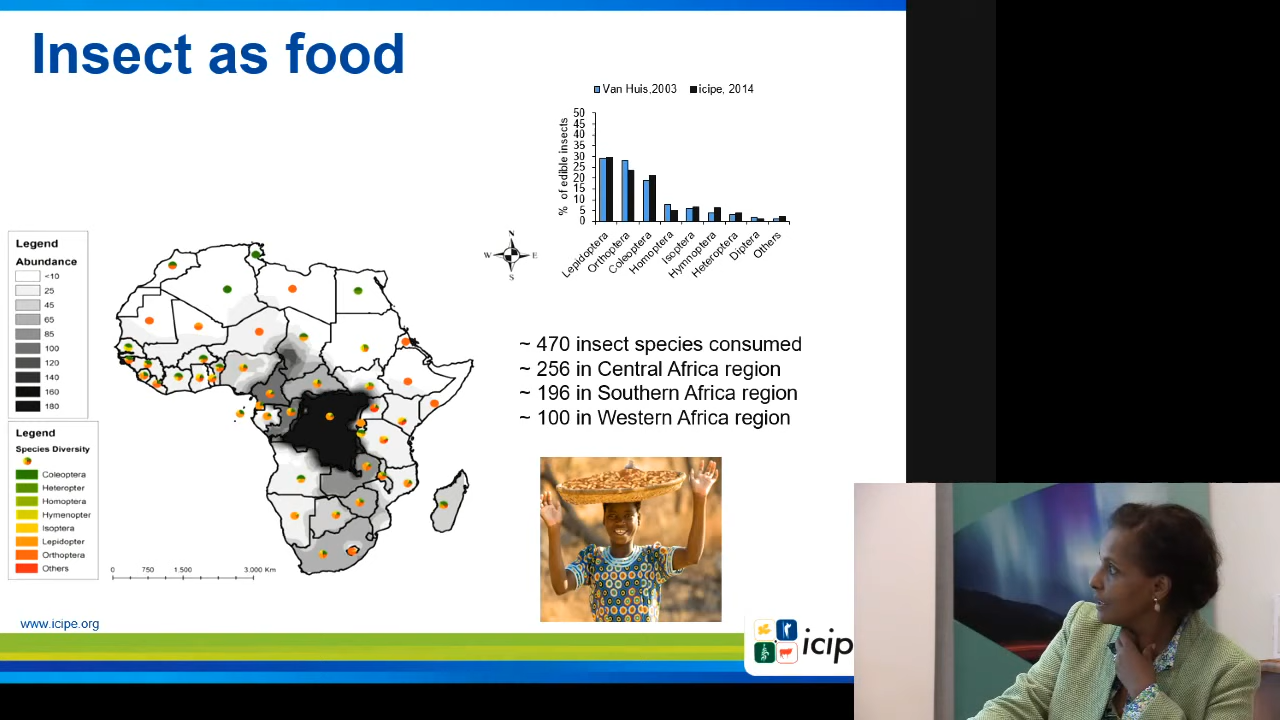 Insect as food
Van Huis,2003 icipe, 2014
% of edible insects
50
45
40
35
30
25
20
15
10
5
0
Lepidoptera
Orthoptera
Coleoptera
Homoptera
Isoptera
Hymnoptera
Heteroptera
Diptera
Others
N
W E
S
Legend
Abundance
<10
25
45
65
85
100
120
140
160
180
Legend
Species Diversity
Coleoptera
Heteropter
Homoptera
Hymenopter
Isoptera
Lepidopter
Orthoptera
Others
0 750 1.500 3.000 Km
~ 470 insect species consumed
~ 256 in Central Africa region
~ 196 in Southern Africa region
~ 100 in Western Africa region
www.icipe.org
icip